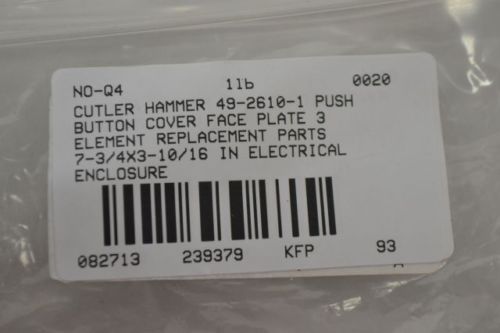 NO-Q4 1lb 0020
CUTLER HAMMER 49-2610-1 PUSH
BUTTON COVER FACE PLATE 3
ELEMENT REPLACEMENT PARTS
7-3/4X3-10/16 IN ELECTRICAL
ENCLOSURE
082713 239379 KFP 93
A